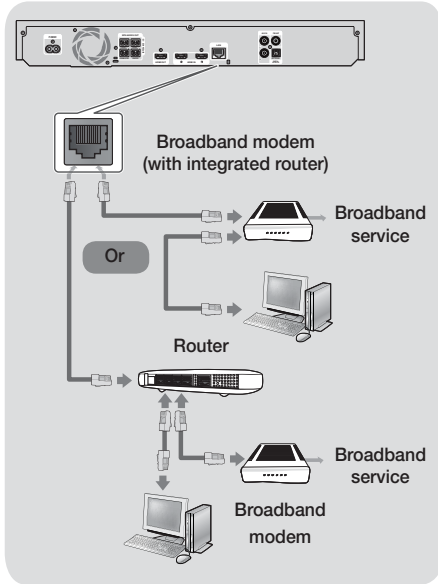 Broadband modem
(with integrated router)
Broadband
service
Or
Router
Broadband
service
Broadband
modem